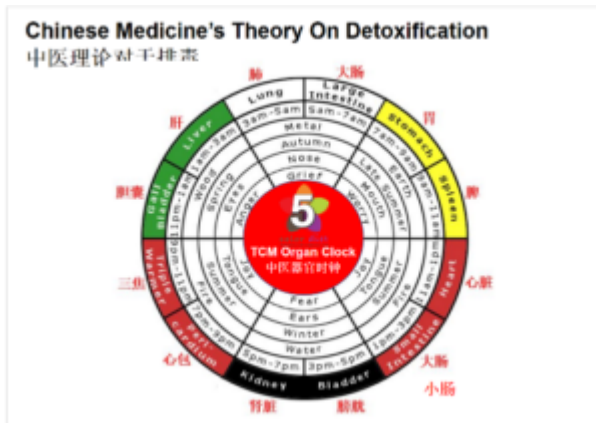 Chinese Medicine's Theory On Detoxification
中医理论对于排毒
肺
大肠
肝
胃
胆囊
脾
三焦
心脏
心包
大肠
小肠
肾脏
膀胱
Lung
Large Intestine
Stomach
Spleen
Heart
Small Intestine
Bladder
Kidney
Peri cardium
Triple Warmer
Gall Bladder
Liver
3am-5am
5am-7am
7am-9am
9am-11am
11am-1pm
1pm-3pm
3pm-5pm
5pm-7pm
7pm-9pm
9pm-11pm
11pm-1am
1am-3am
Metal
Autumn
Nose
Grief
Earth
Late Summer
Mouth
Worry
Fire
Summer
Tongue
Joy
Water
Winter
Ears
Fear
Fire
Summer
Tongue
Joy
Wood
Spring
Eyes
Anger
5
TCM Organ Clock
中医器官时钟